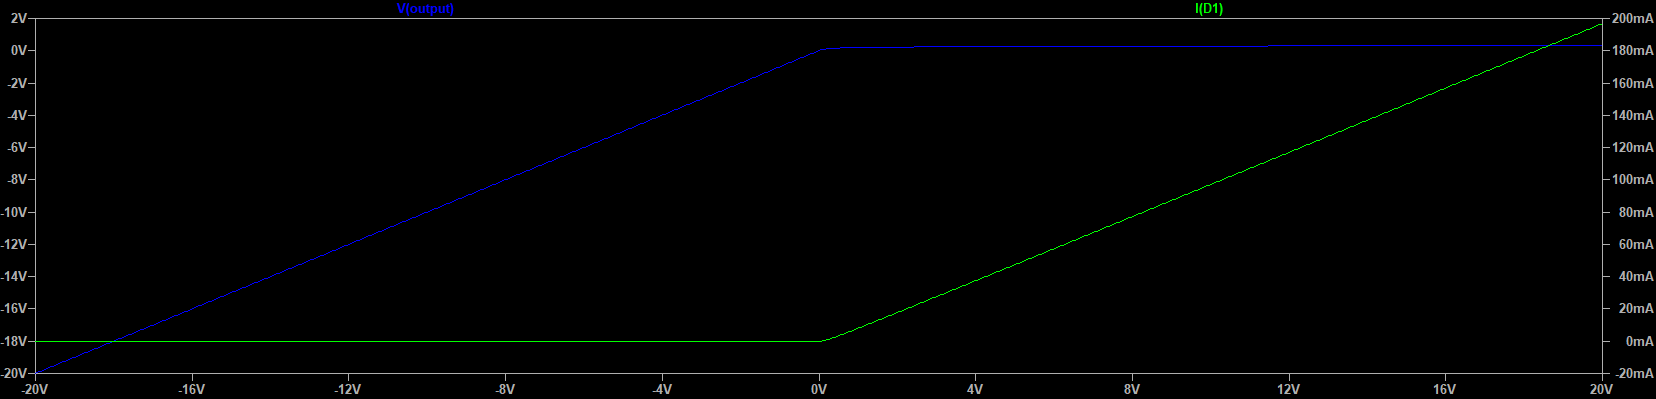 V(output) I(D1)
2V 200mA
0V 180mA
-2V 160mA
-4V 140mA
-6V 120mA
-8V 100mA
-10V 80mA
-12V 60mA
-14V 40mA
-16V 20mA
-18V 0mA
-20V -20mA
-20V -16V -12V -8V -4V 0V 4V 8V 12V 16V 20V